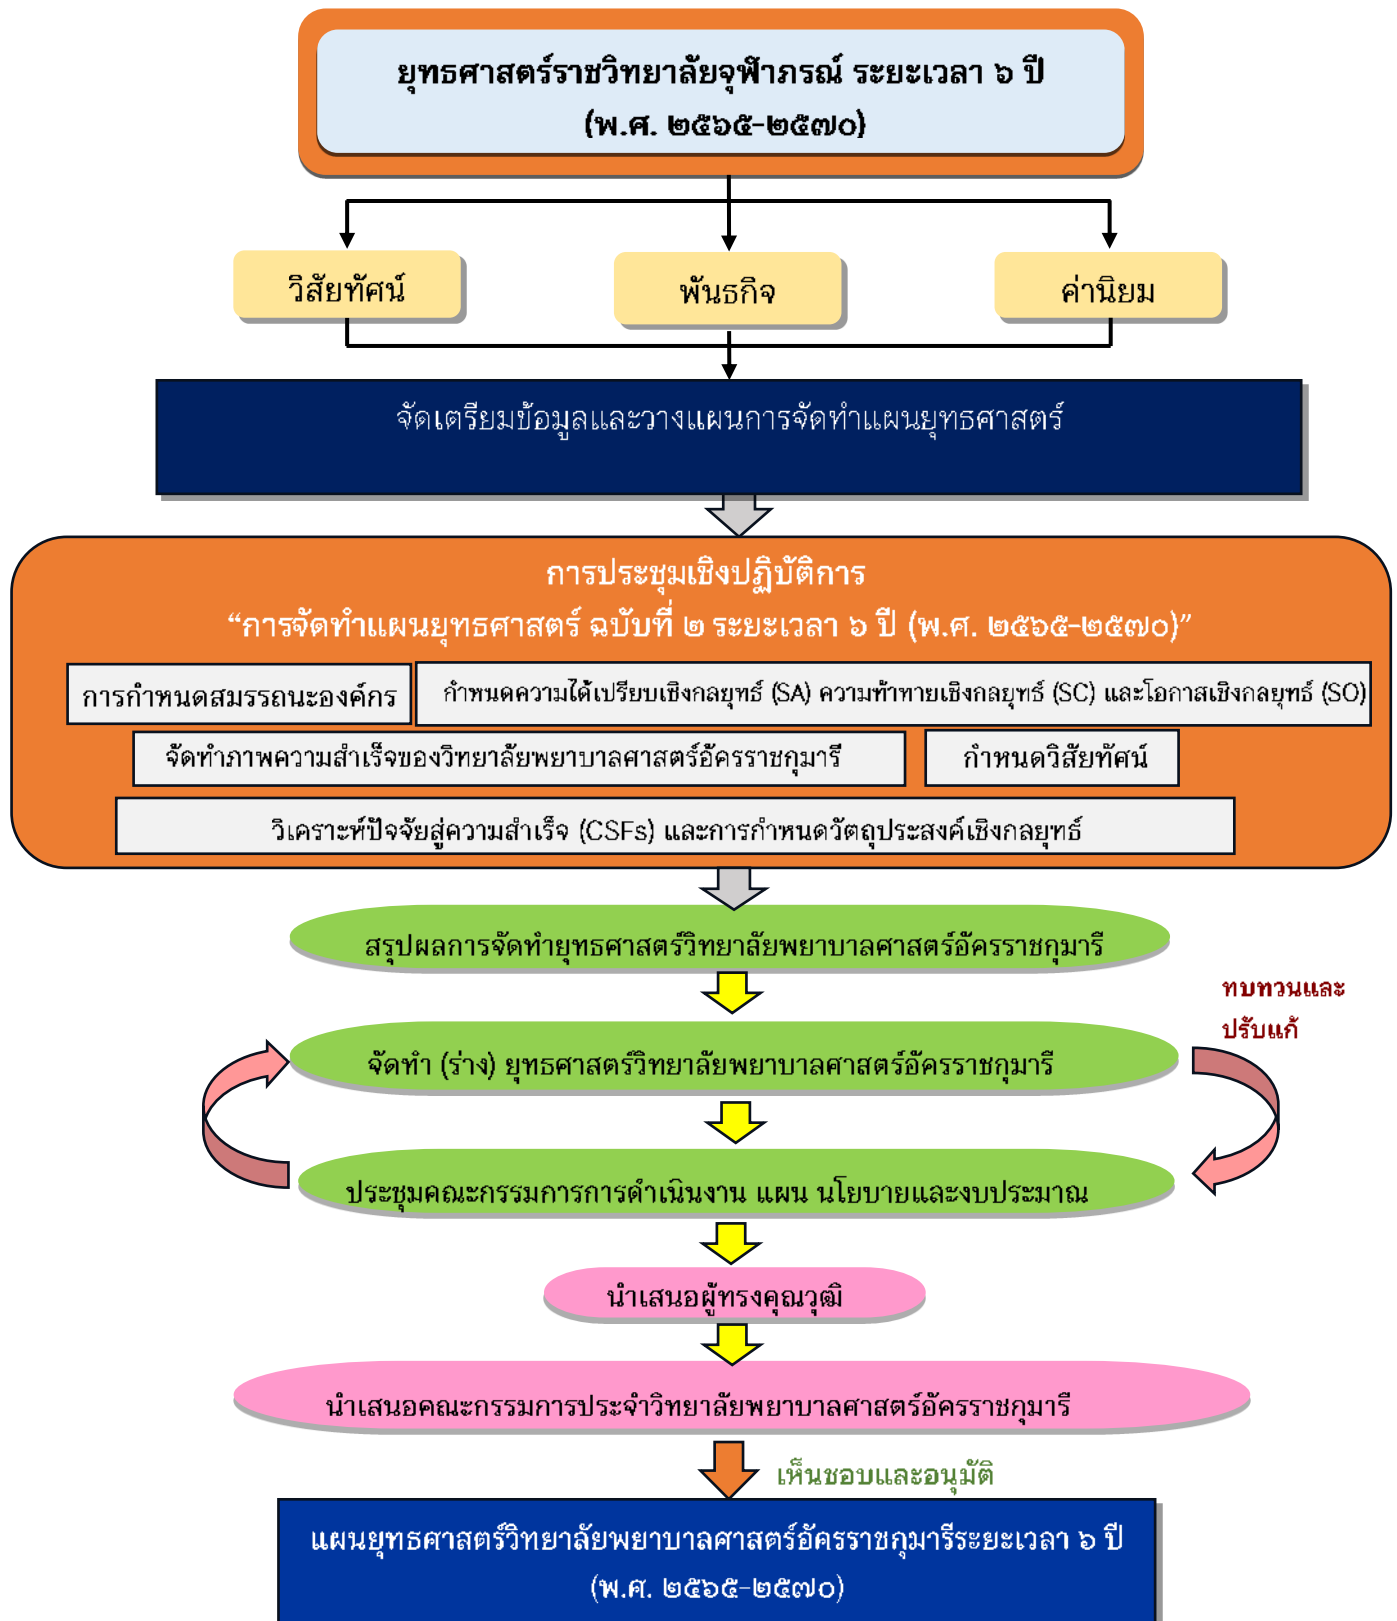 ยุทธศาสตร์ราชวิทยาลัยจุฬาภรณ์ ระยะเวลา ๖ ปี
(พ.ศ. ๒๕๖๕-๒๕๗๐)
วิสัยทัศน์
พันธกิจ
ค่านิยม
จัดเตรียมข้อมูลและวางแผนการจัดทำแผนยุทธศาสตร์
การประชุมเชิงปฏิบัติการ
“การจัดทำแผนยุทธศาสตร์ ฉบับที่ ๒ ระยะเวลา ๖ ปี (พ.ศ. ๒๕๖๕-๒๕๗๐)”
การกำหนดสมรรถนะองค์กร
กำหนดความได้เปรียบเชิงกลยุทธ์ (SA) ความท้าทายเชิงกลยุทธ์ (SC) และโอกาสเชิงกลยุทธ์ (SO)
จัดทำภาพความสำเร็จของวิทยาลัยพยาบาลศาสตร์อัครราชกุมารี
กำหนดวิสัยทัศน์
วิเคราะห์ปัจจัยสู่ความสำเร็จ (CSFs) และการกำหนดวัตถุประสงค์เชิงกลยุทธ์
สรุปผลการจัดทำยุทธศาสตร์วิทยาลัยพยาบาลศาสตร์อัครราชกุมารี
ทบทวนและ
ปรับแก้
จัดทำ (ร่าง) ยุทธศาสตร์วิทยาลัยพยาบาลศาสตร์อัครราชกุมารี
ประชุมคณะกรรมการการดำเนินงาน แผน นโยบายและงบประมาณ
นำเสนอผู้ทรงคุณวุฒิ
นำเสนอคณะกรรมการประจำวิทยาลัยพยาบาลศาสตร์อัครราชกุมารี
เห็นชอบและอนุมัติ
แผนยุทธศาสตร์วิทยาลัยพยาบาลศาสตร์อัครราชกุมารีระยะเวลา ๖ ปี
(พ.ศ. ๒๕๖๕-๒๕๗๐)